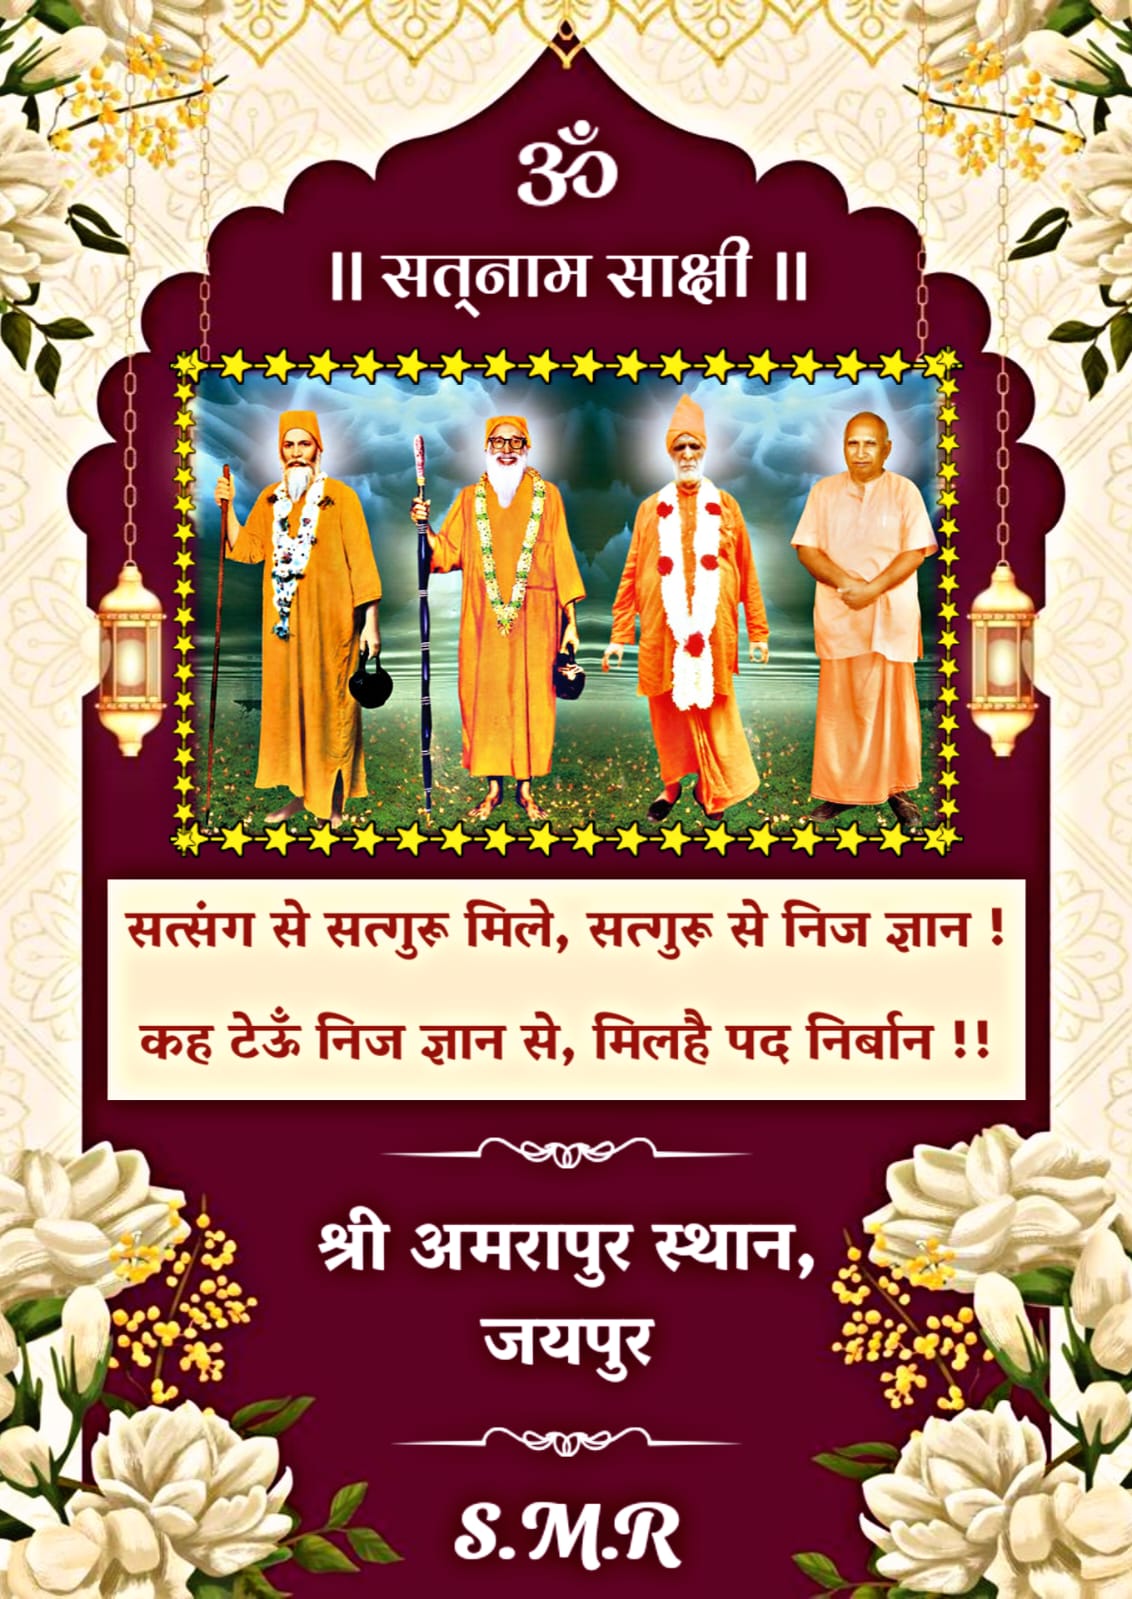 ॐ
॥ सत्‌नाम साक्षी ॥
सत्संग से सत्गुरू मिले, सत्गुरू से निज ज्ञान !
कह टेऊँ निज ज्ञान से, मिलहै पद निर्बान !!
श्री अमरापुर स्थान,
जयपुर
S.M.R